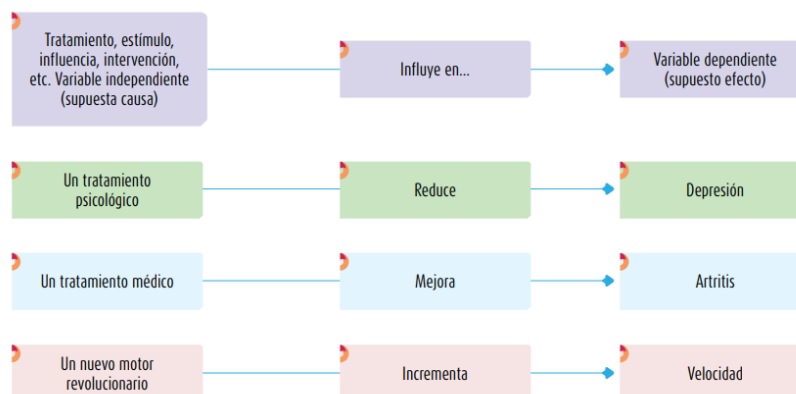 Tratamiento, estímulo,
influencia, intervención,
etc. Variable independiente
(supuesta causa)
Influye en...
Variable dependiente
(supuesto efecto)
Un tratamiento
psicológico
Reduce
Depresión
Un tratamiento médico
Mejora
Artritis
Un nuevo motor
revolucionario
Incrementa
Velocidad